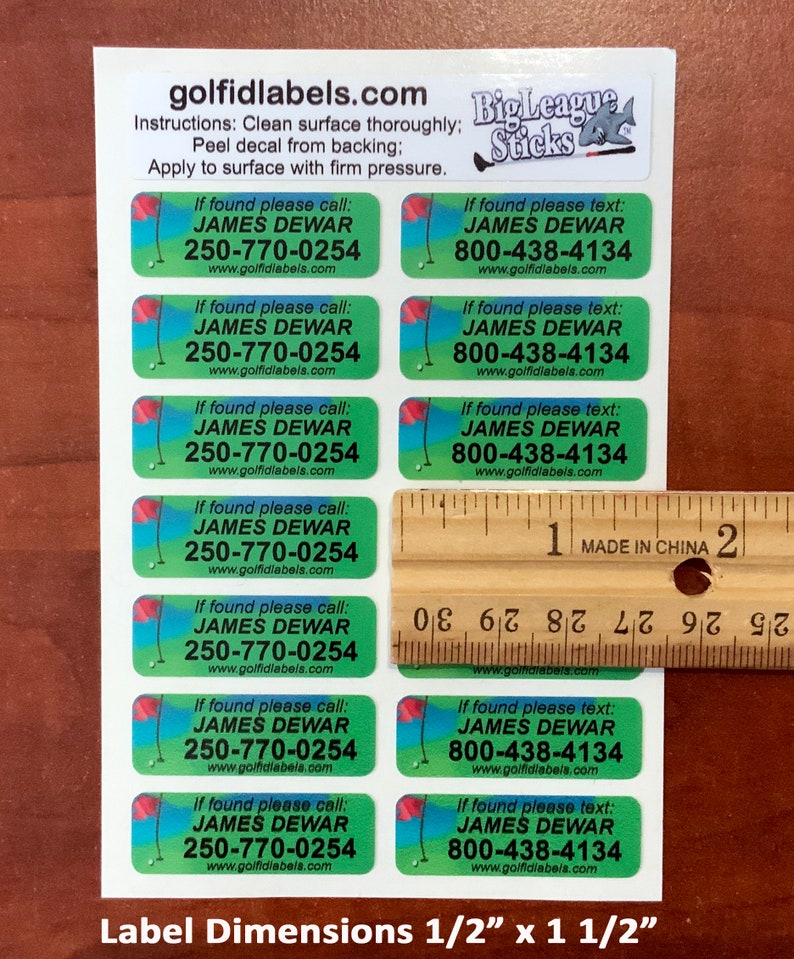 golfidlabels.com
Instructions: Clean surface thoroughly;
Peel decal from backing;
Apply to surface with firm pressure.
BigLeague
Sticks™
If found please call:
JAMES DEWAR
250-770-0254
www.golfidlabels.com
If found please text:
JAMES DEWAR
800-438-4134
www.golfidlabels.com
If found please call:
JAMES DEWAR
250-770-0254
www.golfidlabels.com
If found please text:
JAMES DEWAR
800-438-4134
www.golfidlabels.com
If found please call:
JAMES DEWAR
250-770-0254
www.golfidlabels.com
If found please text:
JAMES DEWAR
800-438-4134
www.golfidlabels.com
If found please call:
JAMES DEWAR
250-770-0254
www.golfidlabels.com
1 MADE IN CHINA 2
30 29 28 27 26 25
If found please call:
JAMES DEWAR
250-770-0254
www.golfidlabels.com
If found please call:
JAMES DEWAR
250-770-0254
www.golfidlabels.com
If found please text:
JAMES DEWAR
800-438-4134
www.golfidlabels.com
If found please call:
JAMES DEWAR
250-770-0254
www.golfidlabels.com
If found please text:
JAMES DEWAR
800-438-4134
www.golfidlabels.com
Label Dimensions 1/2” x 1 1/2”